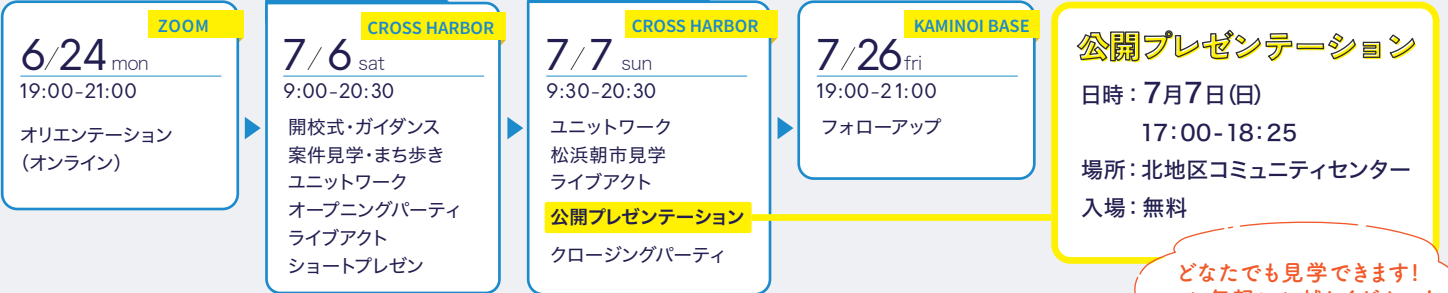 ZOOM
6/24 mon
19:00-21:00
オリエンテーション
(オンライン)
CROSS HARBOR
7/6 sat
9:00-20:30
開校式・ガイダンス
案件見学・まち歩き
ユニットワーク
オープニングパーティ
ライブアクト
ショートプレゼン
CROSS HARBOR
7/7 sun
9:30-20:30
ユニットワーク
松浜朝市見学
ライブアクト
公開プレゼンテーション
クロージングパーティ
KAMINOI BASE
7/26 fri
19:00-21:00
フォローアップ
公開プレゼンテーション
日時：7月7日(日)
17:00-18:25
場所：北地区コミュニティセンター
入場：無料
どなたでも見学できます!